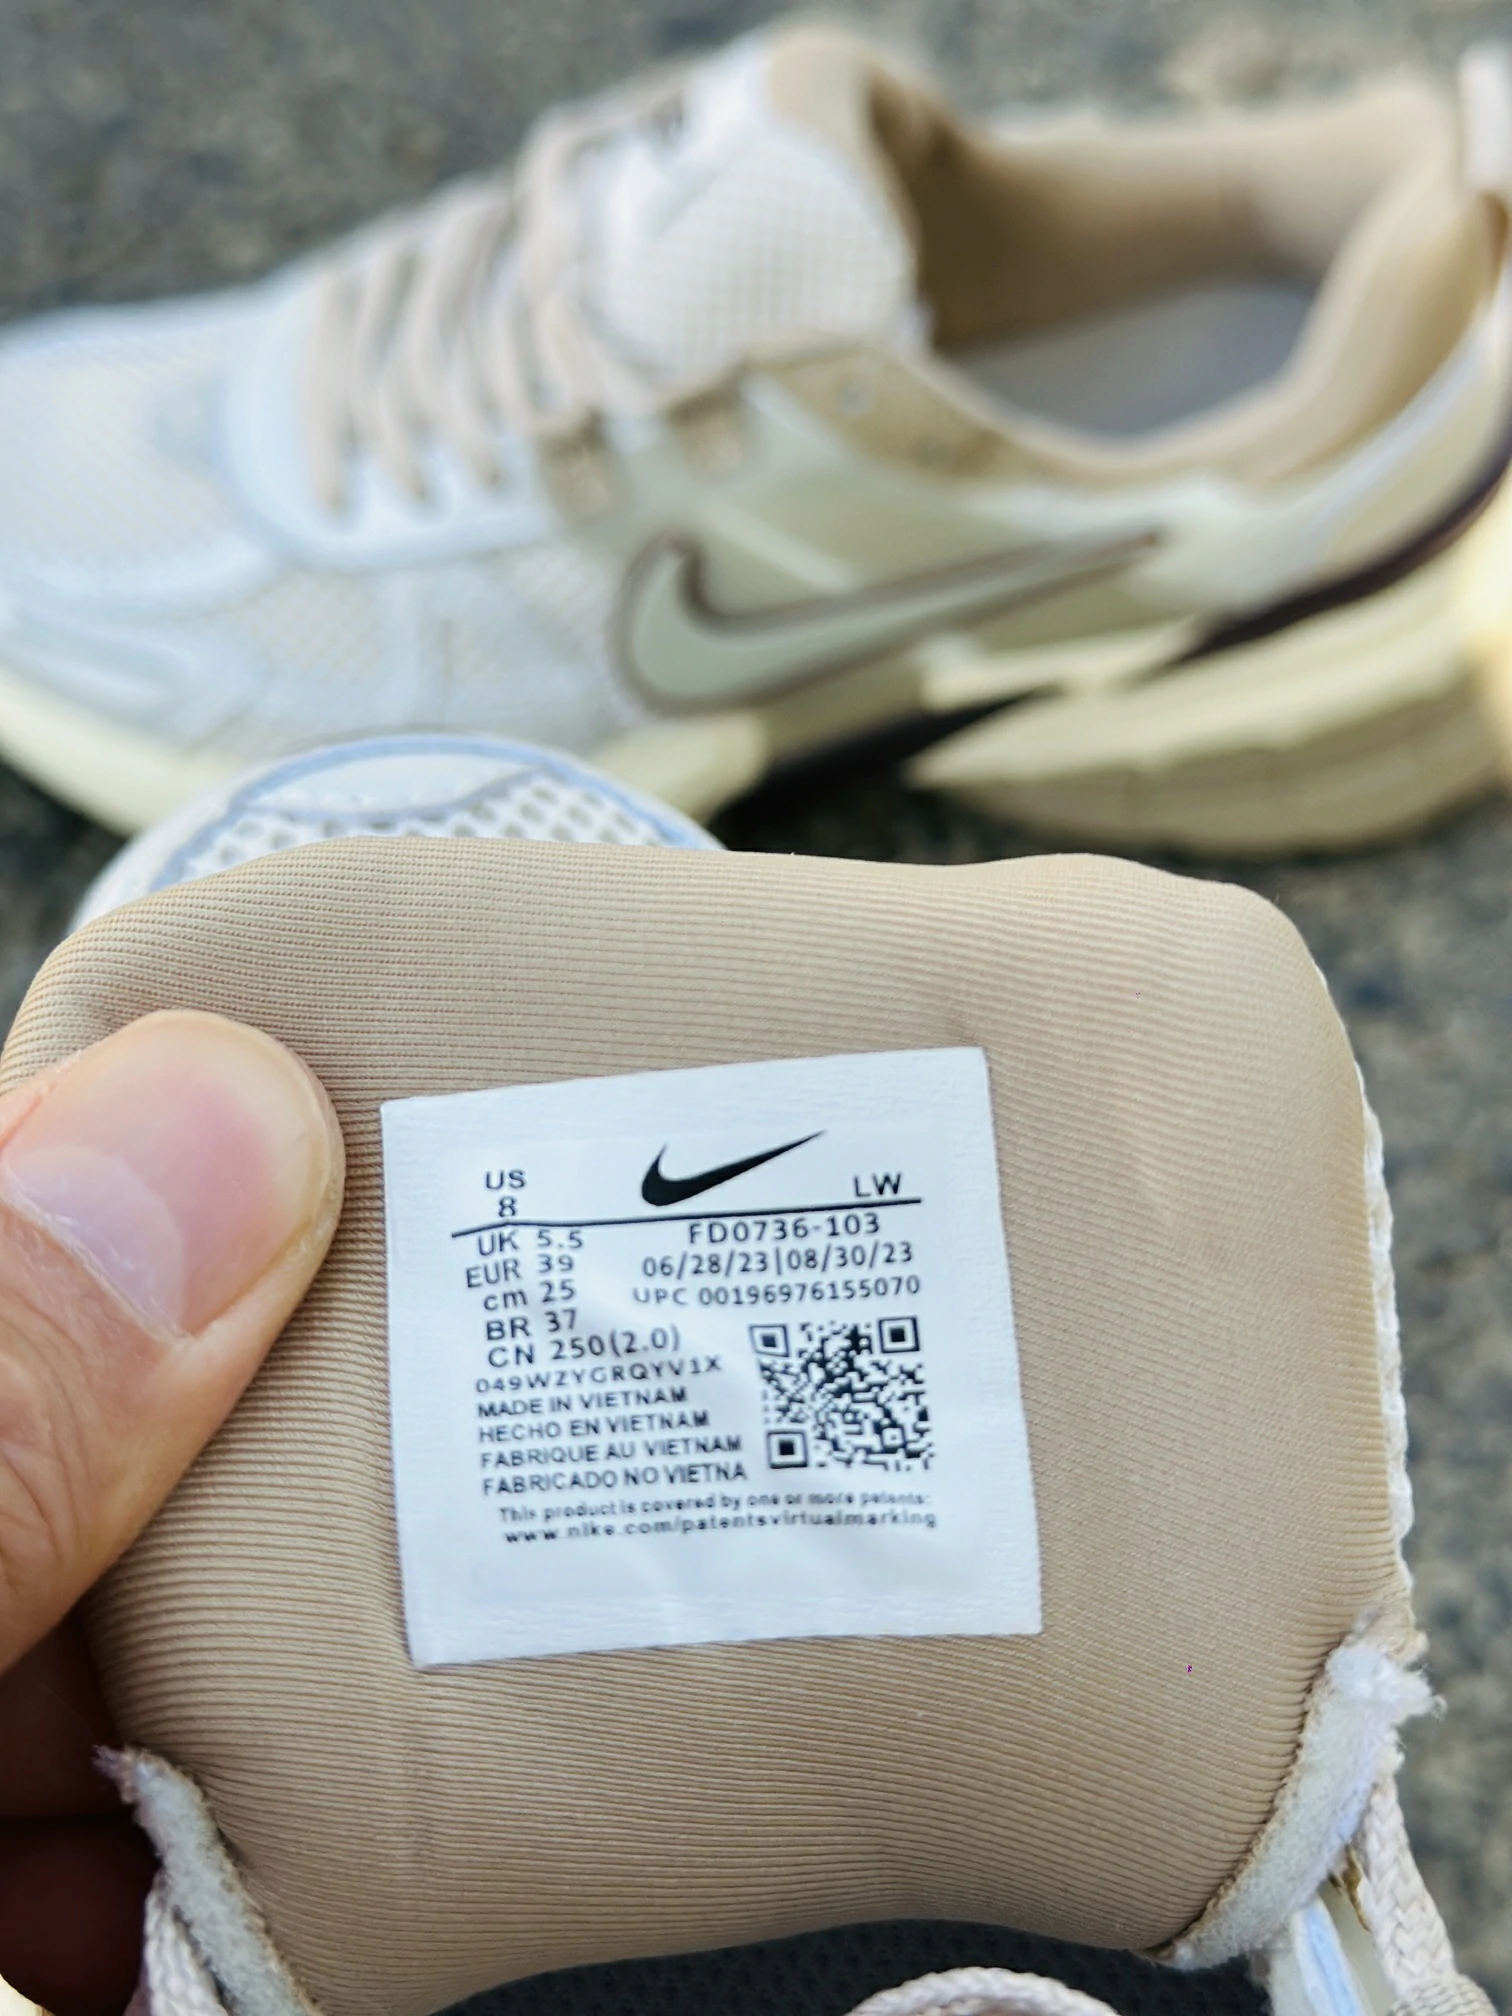 US
8
LW
UK 5.5
EUR 39
cm 25
BR 37
CN 250(2.0)
FD0736-103
06/28/23|08/30/23
UPC 00196976155070
049WZYGRQYV1X
MADE IN VIETNAM
HECHO EN VIETNAM
FABRIQUE AU VIETNAM
FABRICADO NO VIETNA
This product is covered by one or more patents:
www.nike.com/patentsvirtualmarking